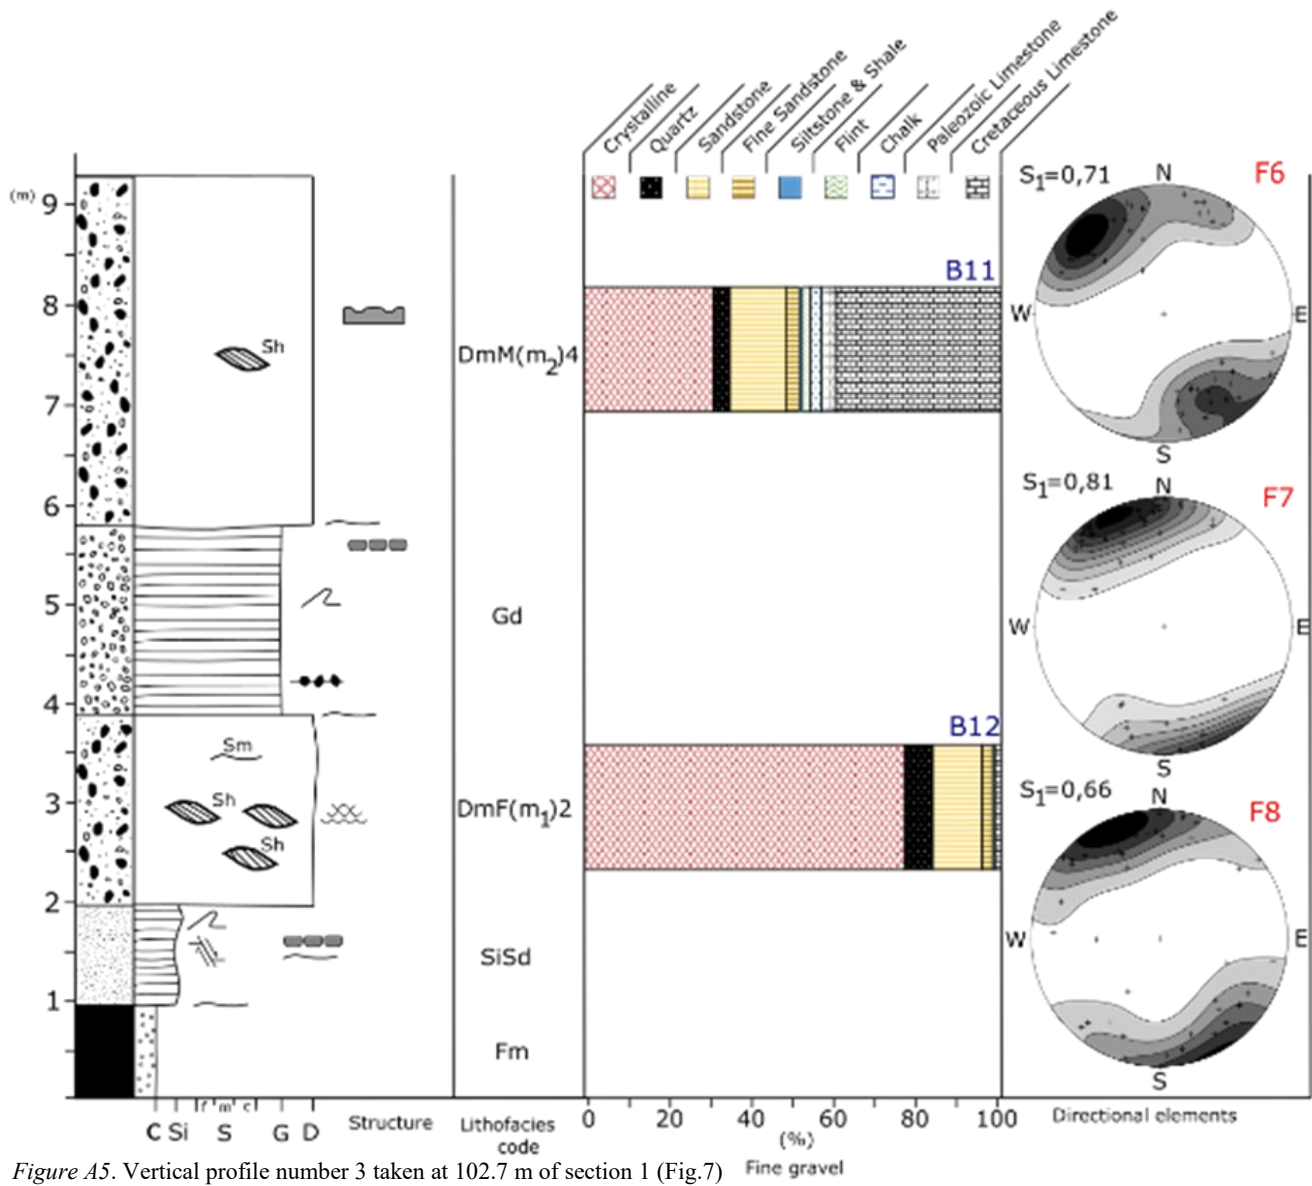 Crystalline
Quartz
Sandstone
Fine Sandstone
Siltstone & Shale
Flint
Chalk
Paleozoic Limestone
Cretaceous Limestone
(m)
9
8
7
6
5
4
3
2
1
Sh
Sm
Sh
Sh
DmM(m2)4
Gd
DmF(m1)2
SiSd
Fm
B11
B12
S1=0,71
F6
N
W
E
S
S1=0,81
F7
N
W
E
S
S1=0,66
F8
N
W
E
S
f m c
C Si S G D
Structure
Lithofacies
code
0 20 40 60 80 100
(%)
Fine gravel
Directional elements
Figure A5. Vertical profile number 3 taken at 102.7 m of section 1 (Fig.7)